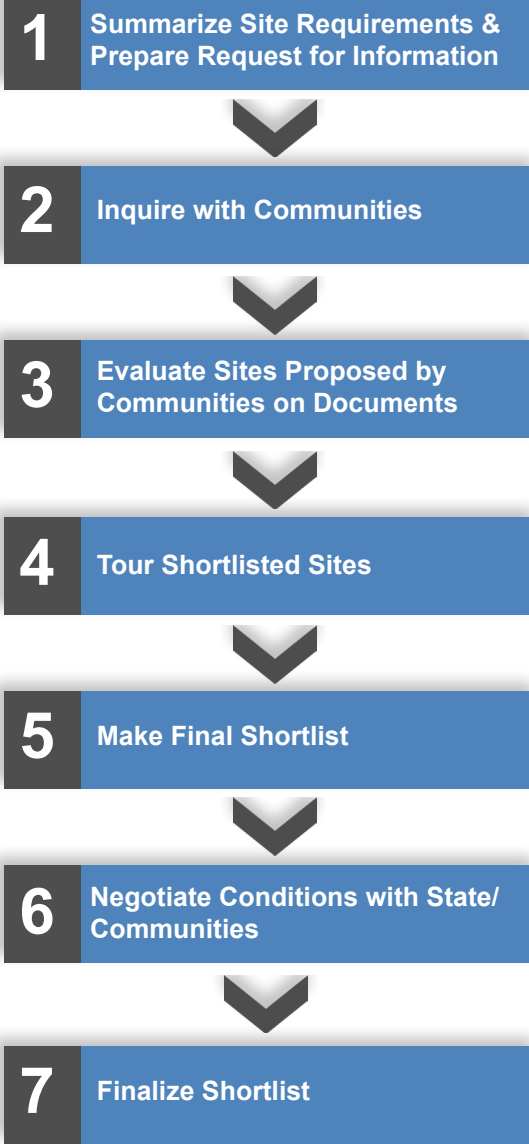 1
Summarize Site Requirements &
Prepare Request for Information
2
Inquire with Communities
3
Evaluate Sites Proposed by
Communities on Documents
4
Tour Shortlisted Sites
5
Make Final Shortlist
6
Negotiate Conditions with State/
Communities
7
Finalize Shortlist